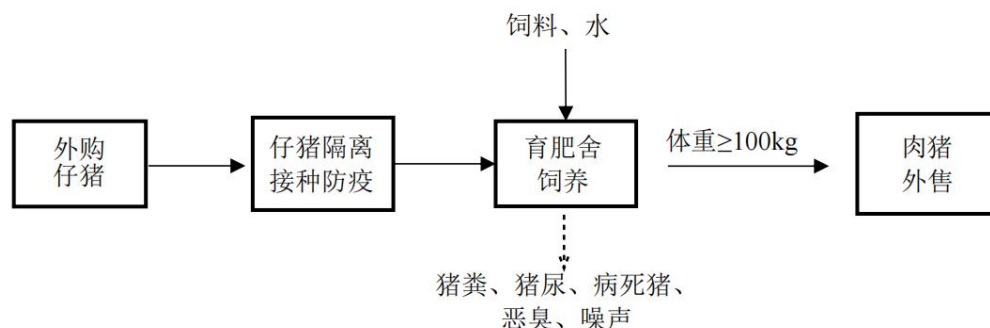 饲料、水
外购
仔猪
仔猪隔离
接种防疫
育肥舍
饲养
体重≥100kg
肉猪
外售
猪粪、猪尿、病死猪、
恶臭、噪声